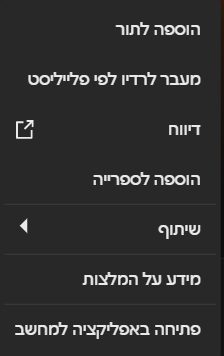 הוספה לתור
מעבר לרדיו לפי פלייליסט
דיווח
הוספה לספרייה
שיתוף
מידע על המלצות
פתיחה באפליקציה למחשב